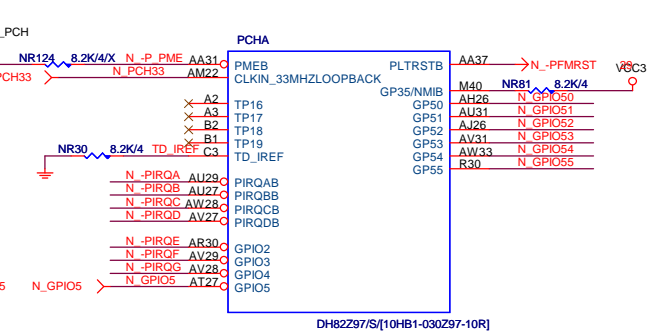 _PCH
PCHA
NR124 8.2K/4/X N_-P_PME AA31 PMEB PLTRSTB AA37 N_-PFMRST
PCH33 N_PCH33 AM22 CLKIN_33MHZLOOPBACK VCC3
GP35/NMIB M40 NR81 8.2K/4
A2 TP16 GP50 AH26 N_GPIO50
A3 TP17 GP51 AU31 N_GPIO51
B2 TP18 GP52 AJ26 N_GPIO52
B1 TP19 GP53 AV31 N_GPIO53
NR30 8.2K/4 TD_IREF C3 TD_IREF GP54 AW33 N_GPIO54
GP55 R30 N_GPIO55
N_-PIRQA AU29 PIRQAB
N_-PIRQB AU27 PIRQBB
N_-PIRQC AW28 PIRQCB
N_-PIRQD AV27 PIRQDB
N_-PIRQE AR30 GPIO2
N_-PIRQF AV29 GPIO3
N_-PIRQG AV28 GPIO4
5 N_GPIO5 N_GPIO5 AT27 GPIO5
DH82Z97/S/[10HB1-030Z97-10R]